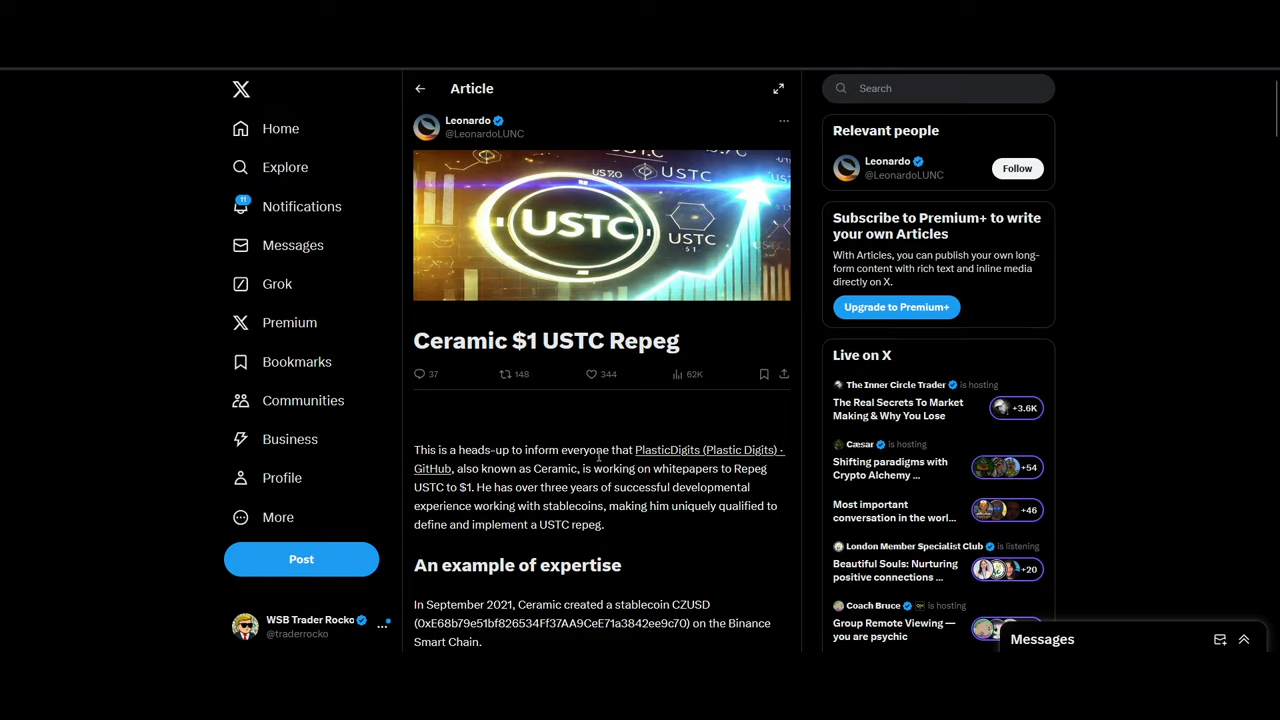 Home
Explore
11
Notifications
Messages
Grok
Premium
Bookmarks
Communities
Business
Profile
More
Post
WSB Trader Rocko
@traderrocko
Article
Leonardo
@LeonardoLUNC
USTC
USTC
USTC
USTC
$1
Ceramic $1 USTC Repeg
37
148
344
62K
This is a heads-up to inform everyone that PlasticDigits (Plastic Digits) ·
GitHub, also known as Ceramic, is working on whitepapers to Repeg
USTC to $1. He has over three years of successful developmental
experience working with stablecoins, making him uniquely qualified to
define and implement a USTC repeg.
An example of expertise
In September 2021, Ceramic created a stablecoin CZUSD
(0xE68b79e51bf826534Ff37AA9CeE71a3842ee9c70) on the Binance
Smart Chain.
Search
Relevant people
Leonardo
@LeonardoLUNC
Follow
Subscribe to Premium+ to write
your own Articles
With Articles, you can publish your own long-
form content with rich text and inline media
directly on X.
Upgrade to Premium+
Live on X
The Inner Circle Trader is hosting
The Real Secrets To Market
Making & Why You Lose
+3.6K
Cæsar is hosting
Shifting paradigms with
Crypto Alchemy ...
+54
Most important
conversation in the worl...
+46
London Member Specialist Club is listening
Beautiful Souls: Nurturing
positive connections ...
+20
Coach Bruce is hosting
Group Remote Viewing —
you are psychic
Messages